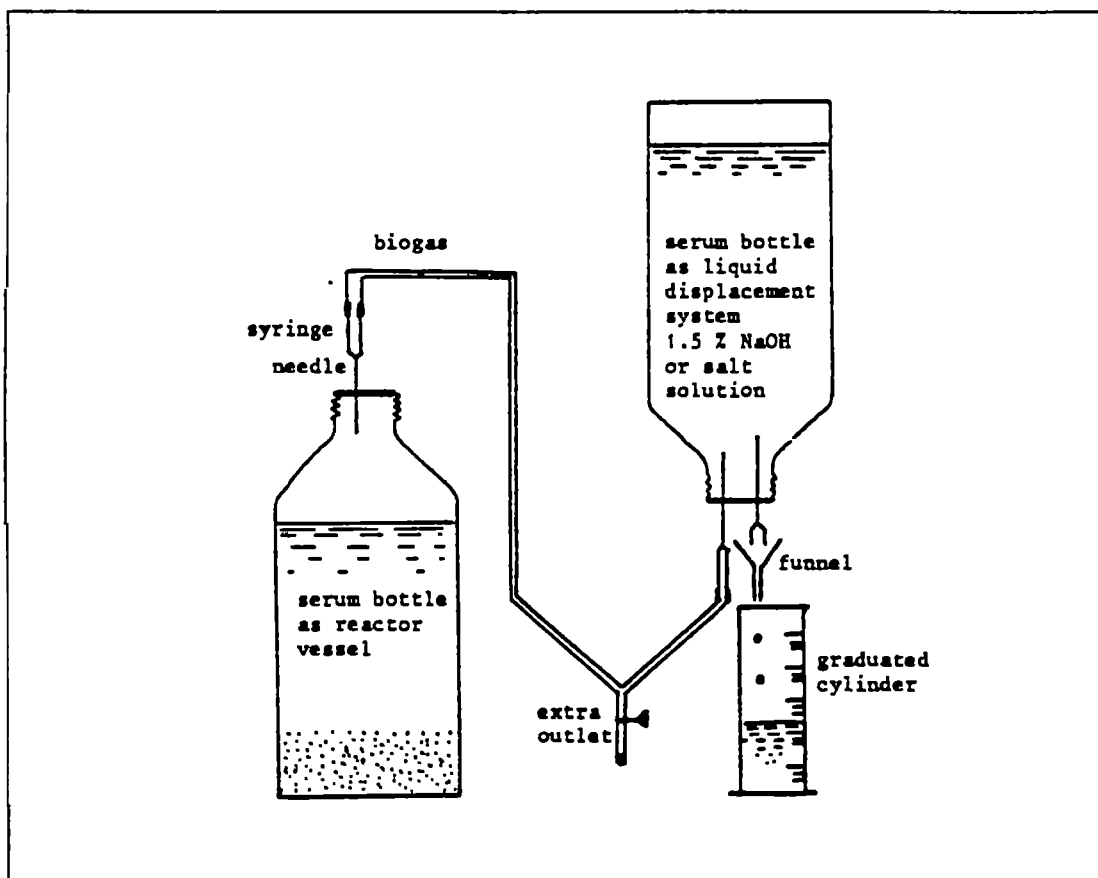 biogas
syringe
needle
serum bottle
as reactor
vessel
serum bottle
as liquid
displacement
system
1.5 % NaOH
or salt
solution
funnel
graduated
cylinder
extra
outlet